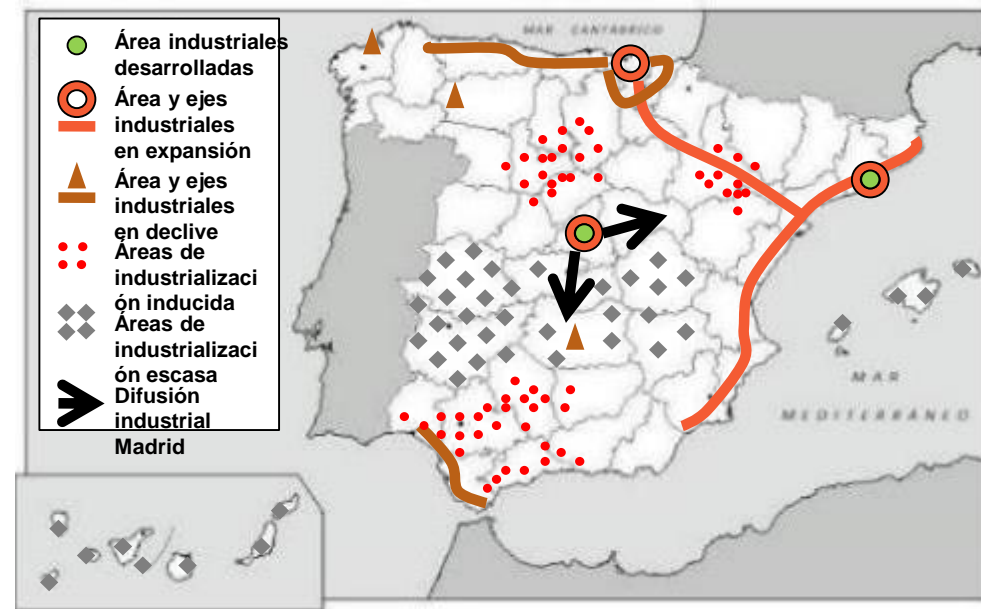 MAR CANTÁBRICO
Área industriales
desarrolladas
Área y ejes
industriales
en expansión
Área y ejes
industriales
en declive
Áreas de
industrializaci
ón inducida
Áreas de
industrializaci
ón escasa
Difusión
industrial
Madrid
MAR
MEDITERRÁNEO